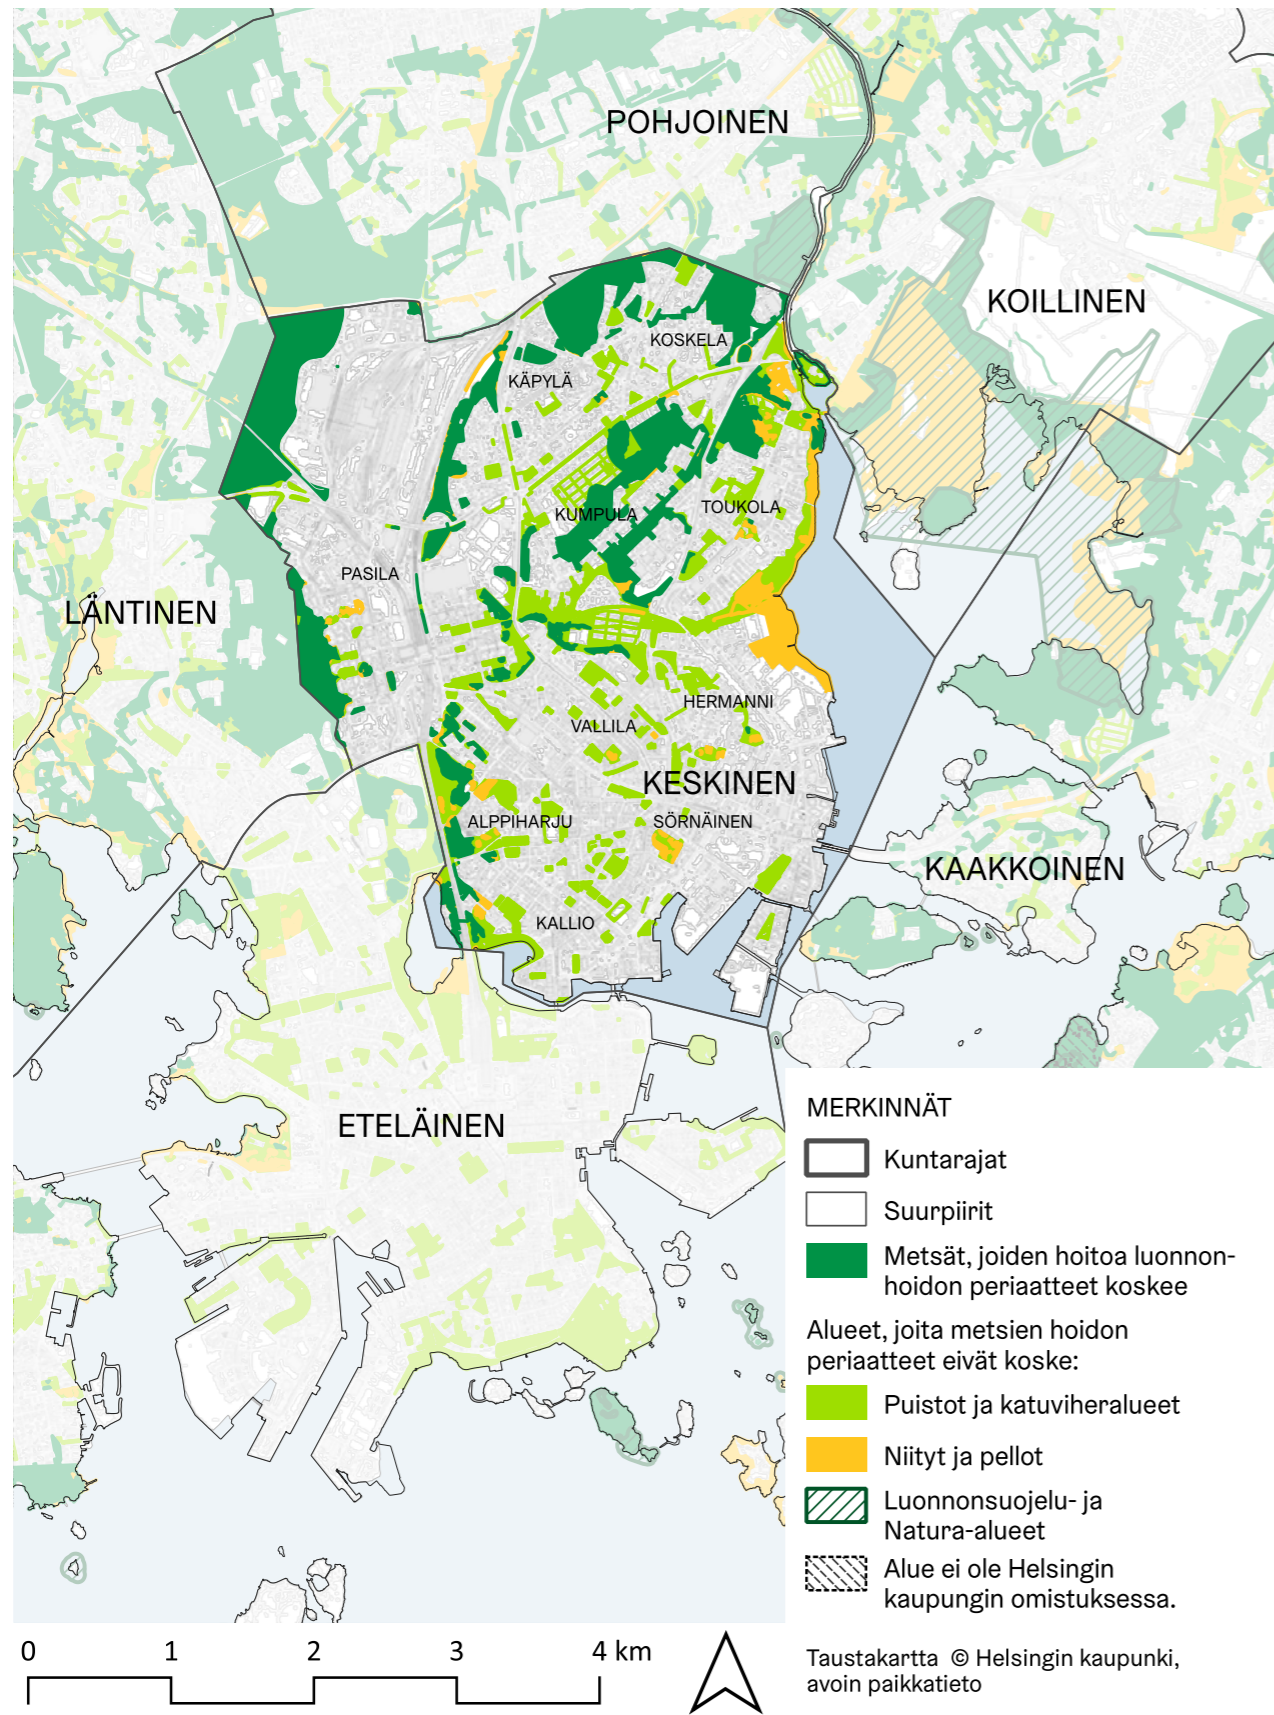 POHJOINEN
KOILLINEN
KOSKELA
KÄPYLÄ
KUMPULA
TOUKOLA
PASILA
LÄNTINEN
HERMANNI
VALLILA
KESKINEN
ALPPIHARJU
SÖRNÄINEN
KAAKKOINEN
KALLIO
ETELÄINEN
MERKINNÄT
Kuntarajat
Suurpiirit
Metsät, joiden hoitoa luonnon-
hoidon periaatteet koskee
Alueet, joita metsien hoidon
periaatteet eivät koske:
Puistot ja katuviheralueet
Niityt ja pellot
Luonnonsuojelu- ja
Natura-alueet
Alue ei ole Helsingin
kaupungin omistuksessa.
0 1 2 3 4 km
Taustakartta © Helsingin kaupunki,
avoin paikkatieto